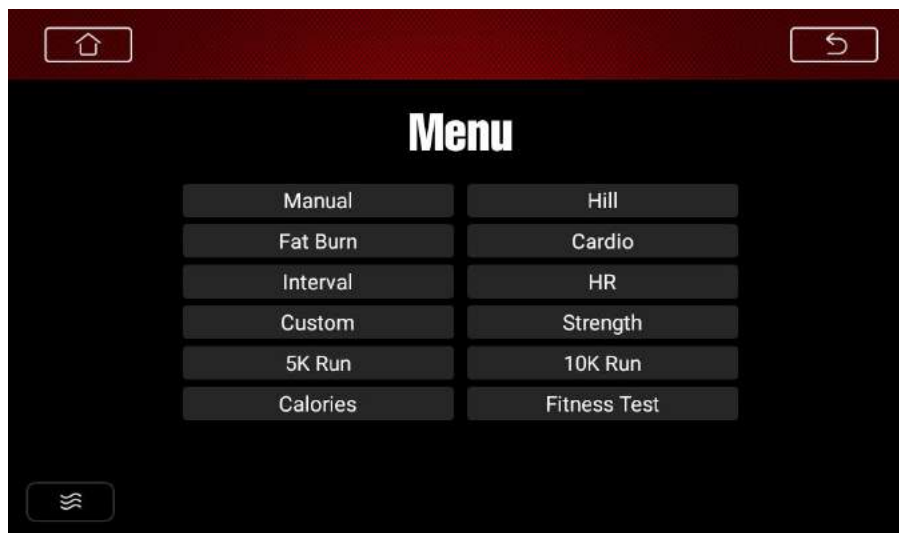 Menu
Manual Hill
Fat Burn Cardio
Interval HR
Custom Strength
5K Run 10K Run
Calories Fitness Test